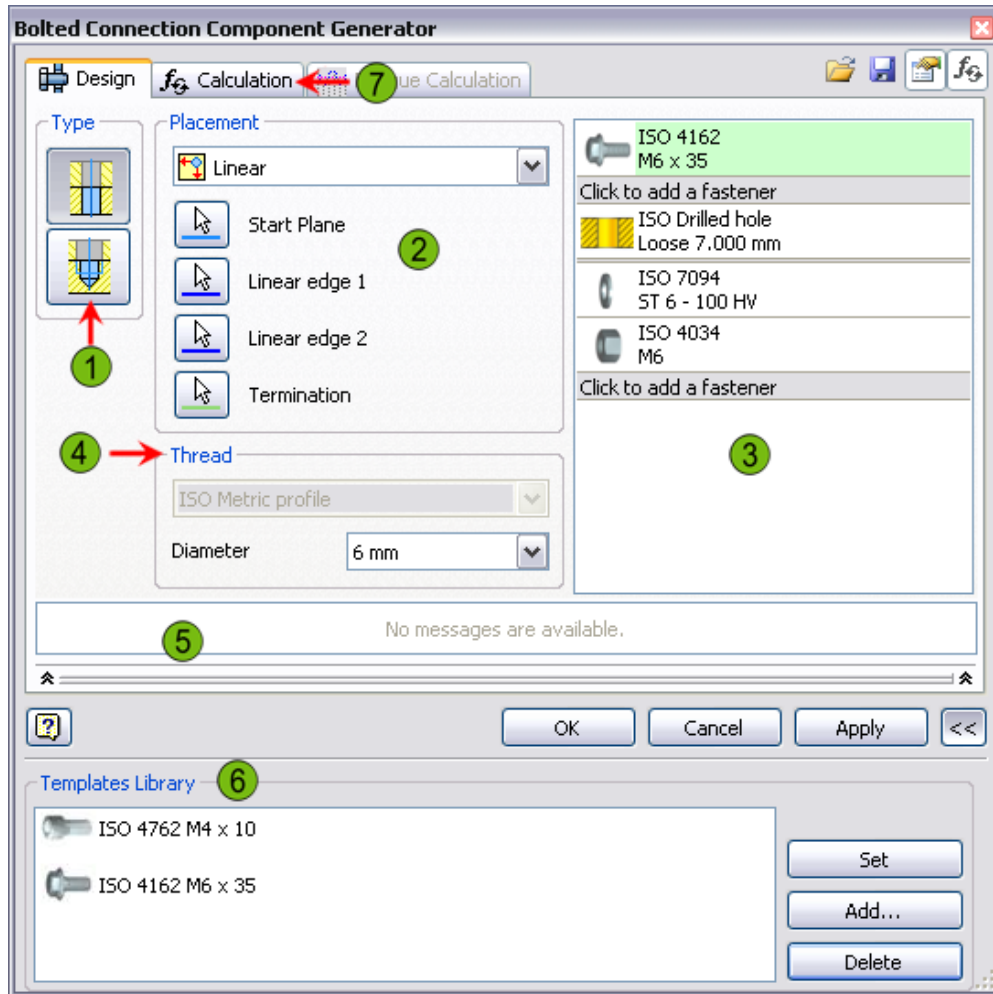 Bolted Connection Component Generator
Design
Calculation
7
ue Calculation
Type
Placement
Linear
Start Plane
2
Linear edge 1
Linear edge 2
Termination
1
4
Thread
ISO Metric profile
Diameter
6 mm
ISO 4162
M6 x 35
Click to add a fastener
ISO Drilled hole
Loose 7.000 mm
ISO 7094
ST 6 - 100 HV
ISO 4034
M6
Click to add a fastener
3
No messages are available.
5
?
OK
Cancel
Apply
<<
Templates Library
6
ISO 4762 M4 x 10
ISO 4162 M6 x 35
Set
Add...
Delete